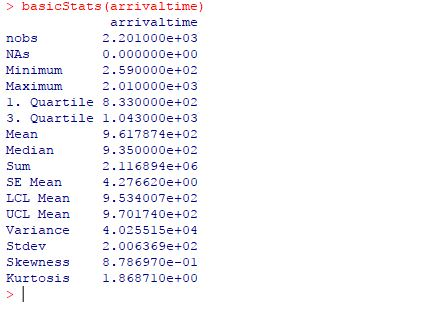 > basicStats(arrivaltime)
arrivaltime
nobs 2.201000e+03
NAs 0.000000e+00
Minimum 2.590000e+02
Maximum 2.010000e+03
1. Quartile 8.330000e+02
3. Quartile 1.043000e+03
Mean 9.617874e+02
Median 9.350000e+02
Sum 2.116894e+06
SE Mean 4.276620e+00
LCL Mean 9.534007e+02
UCL Mean 9.701740e+02
Variance 4.025515e+04
Stdev 2.006369e+02
Skewness 8.786970e-01
Kurtosis 1.868710e+00
>